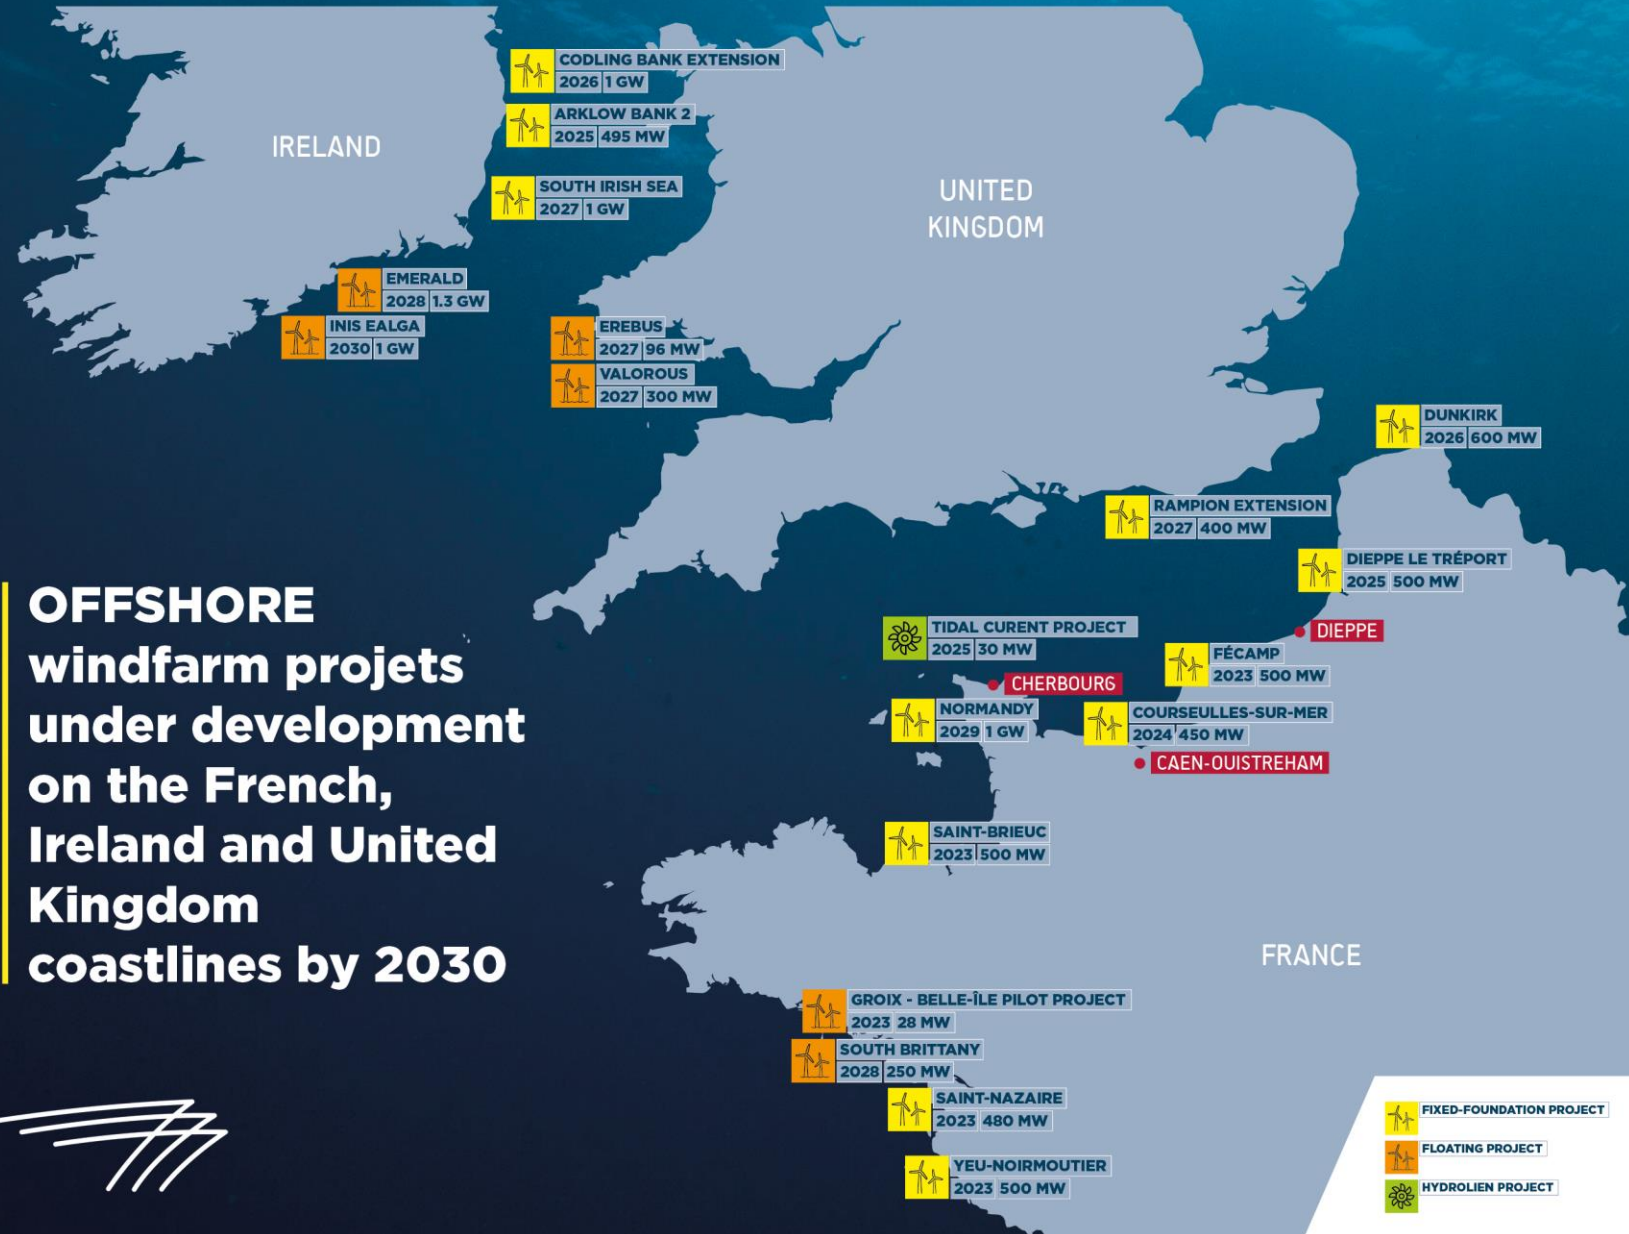 CODLING BANK EXTENSION
2026 1 GW
ARKLOW BANK 2
2025 495 MW
IRELAND
SOUTH IRISH SEA
2027 1 GW
UNITED
KINGDOM
EMERALD
2028 1.3 GW
INIS EALGA
2030 1 GW
EREBUS
2027 96 MW
VALOROUS
2027 300 MW
DUNKIRK
2026 600 MW
RAMPION EXTENSION
2027 400 MW
DIEPPE LE TRÉPORT
2025 500 MW
DIEPPE
TIDAL CURENT PROJECT
2025 30 MW
FÉCAMP
2023 500 MW
CHERBOURG
NORMANDY
2029 1 GW
COURSEULLES-SUR-MER
2024 450 MW
CAEN-OUISTREHAM
SAINT-BRIEUC
2023 500 MW
FRANCE
GROIX - BELLE-ÎLE PILOT PROJECT
2023 28 MW
SOUTH BRITTANY
2028 250 MW
SAINT-NAZAIRE
2023 480 MW
YEU-NOIRMOUTIER
2023 500 MW
OFFSHORE
windfarm projets
under development
on the French,
Ireland and United
Kingdom
coastlines by 2030
FIXED-FOUNDATION PROJECT
FLOATING PROJECT
HYDROLIEN PROJECT